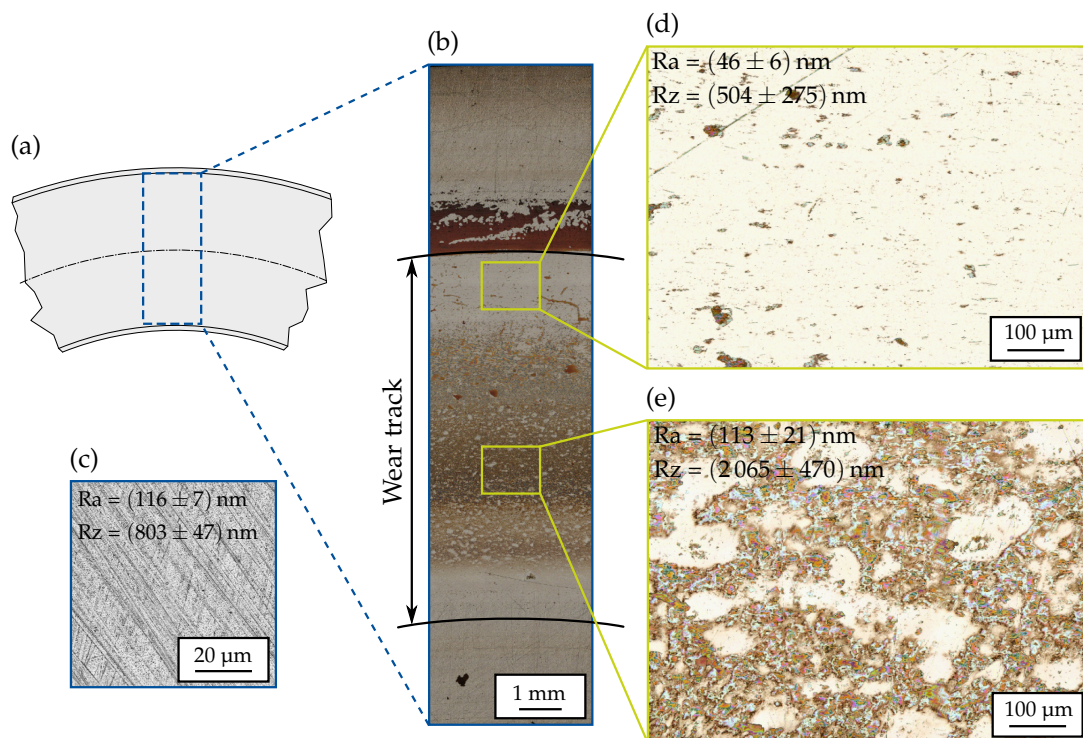 (a)
(b)
Wear track
1 mm
(c)
Ra = (116 ± 7) nm
Rz = (803 ± 47) nm
20 µm
(d)
Ra = (46 ± 6) nm
Rz = (504 ± 275) nm
100 µm
(e)
Ra = (113 ± 21) nm
Rz = (2 065 ± 470) nm
100 µm